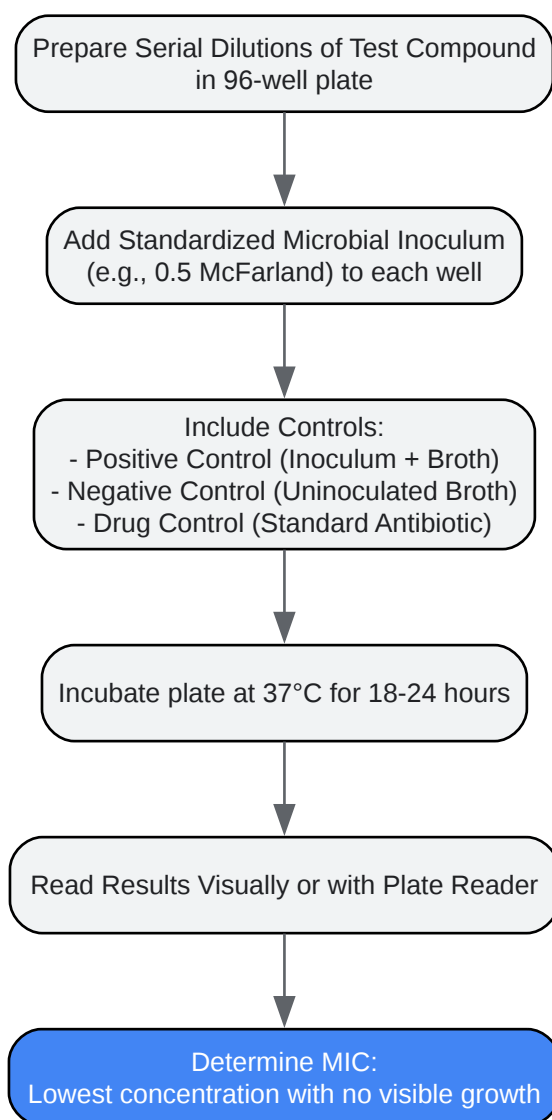 Prepare Serial Dilutions of Test Compound
in 96-well plate
Add Standardized Microbial Inoculum
(e.g., 0.5 McFarland) to each well
Include Controls:
- Positive Control (Inoculum + Broth)
- Negative Control (Uninoculated Broth)
- Drug Control (Standard Antibiotic)
Incubate plate at 37°C for 18-24 hours
Read Results Visually or with Plate Reader
Determine MIC:
Lowest concentration with no visible growth